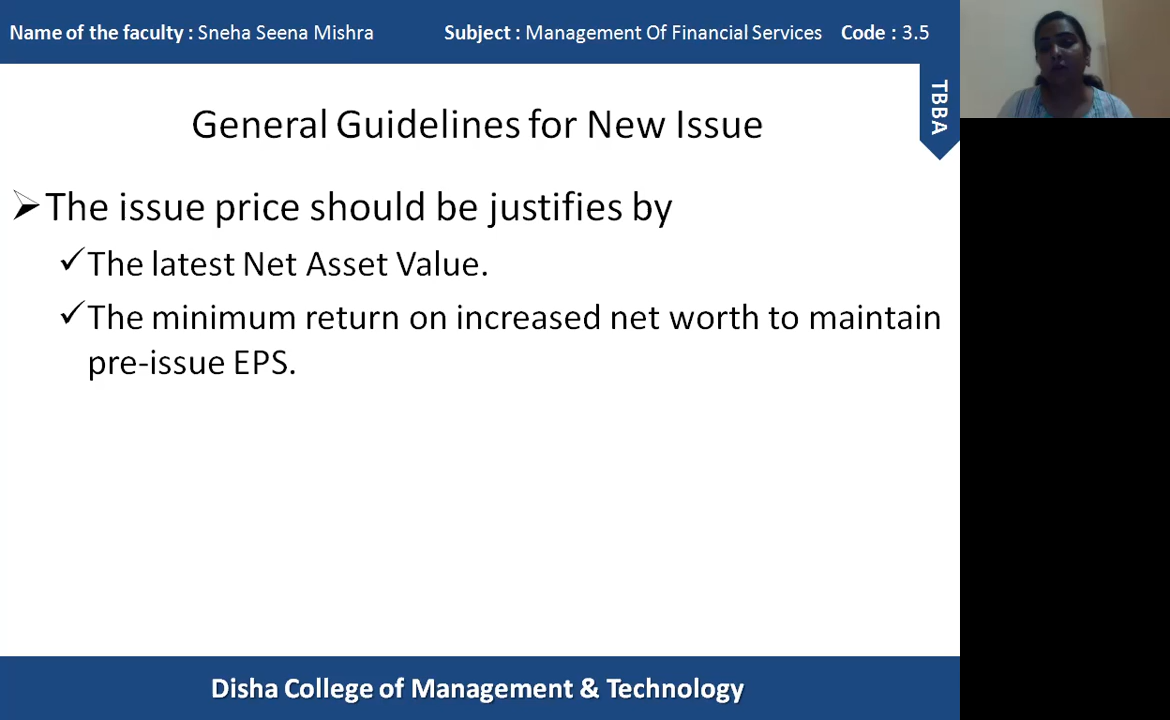 Name of the faculty : Sneha Seena Mishra Subject : Management Of Financial Services Code : 3.5
TBBA
General Guidelines for New Issue
The issue price should be justifies by
The latest Net Asset Value.
The minimum return on increased net worth to maintain
pre-issue EPS.
Disha College of Management & Technology